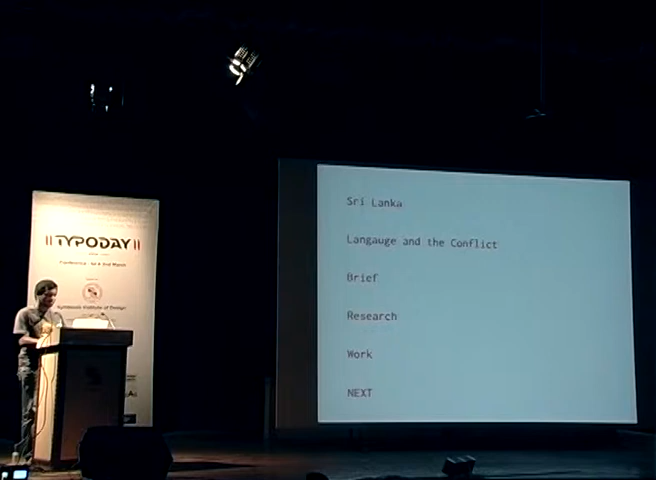 TYPODAY
Sri Lanka
Langauge and the Conflict
Brief
Research
Work
NEXT